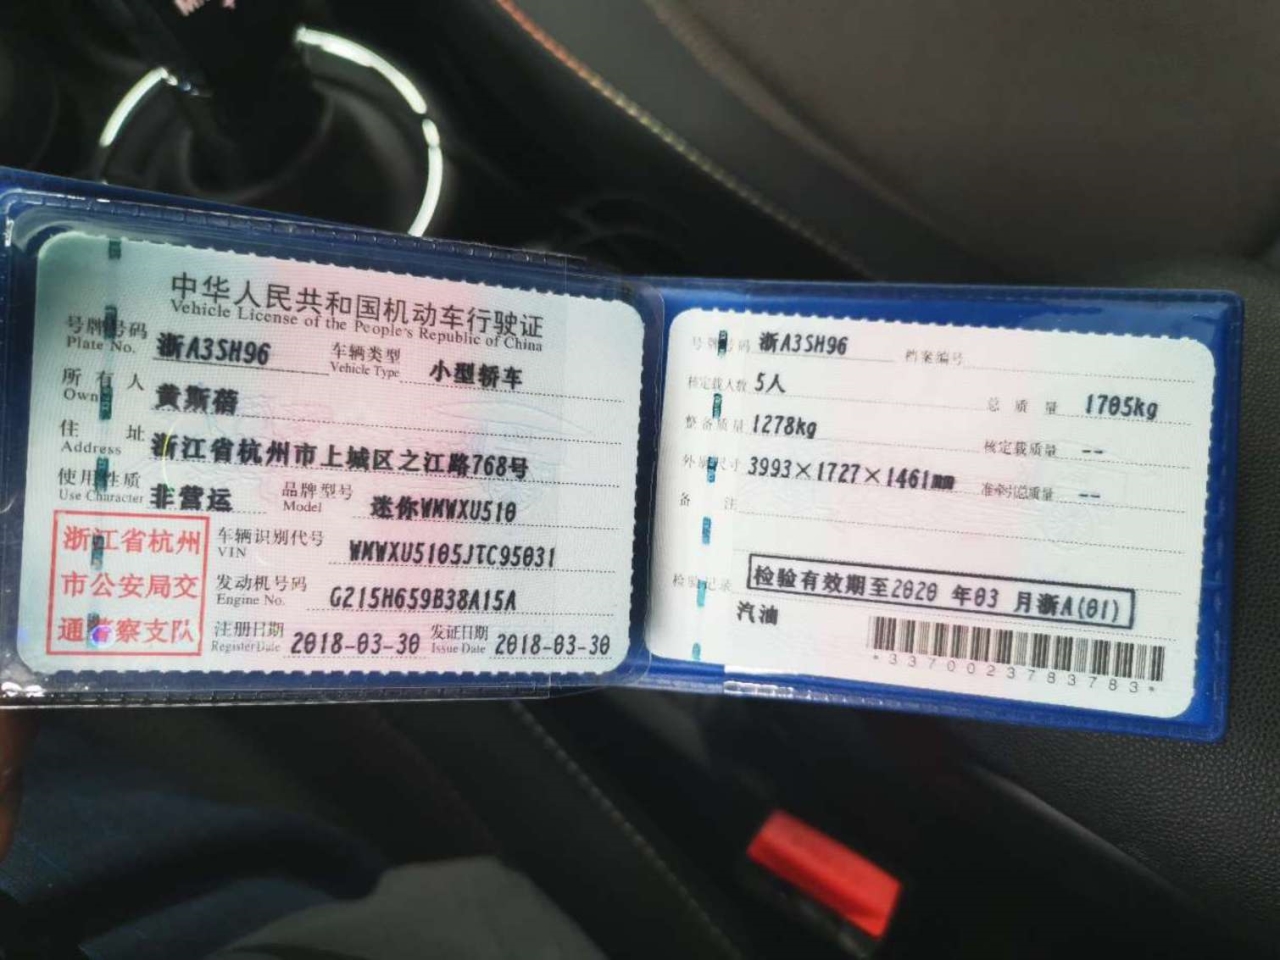 中华人民共和国机动车行驶证
Vehicle License of the People's Republic of China
号牌号码 浙A3SH96 车辆类型 小型轿车
Plate No. Vehicle Type
所有人 黄斯蓓
Own
住址 浙江省杭州市上城区之江路768号
Address
使用性质 非营运 品牌型号 迷你WMWXU510
Use Character Model
浙江省杭州
市公安局交
通警察支队
车辆识别代号 WMWXU5105JTC95031
VIN
发动机号码 G215H659B38A15A
Engine No.
注册日期 2018-03-30 发证日期 2018-03-30
Register Date Issue Date
号牌号码 浙A3SH96 档案编号
核定载人数 5人 总质量 1705kg
整备质量 1278kg 核定载质量 --
外廓尺寸 3993×1727×1461mm 准牵引总质量 --
备注
检验记录 检验有效期至2020年03月浙A(01)
汽油
*3370023783783*